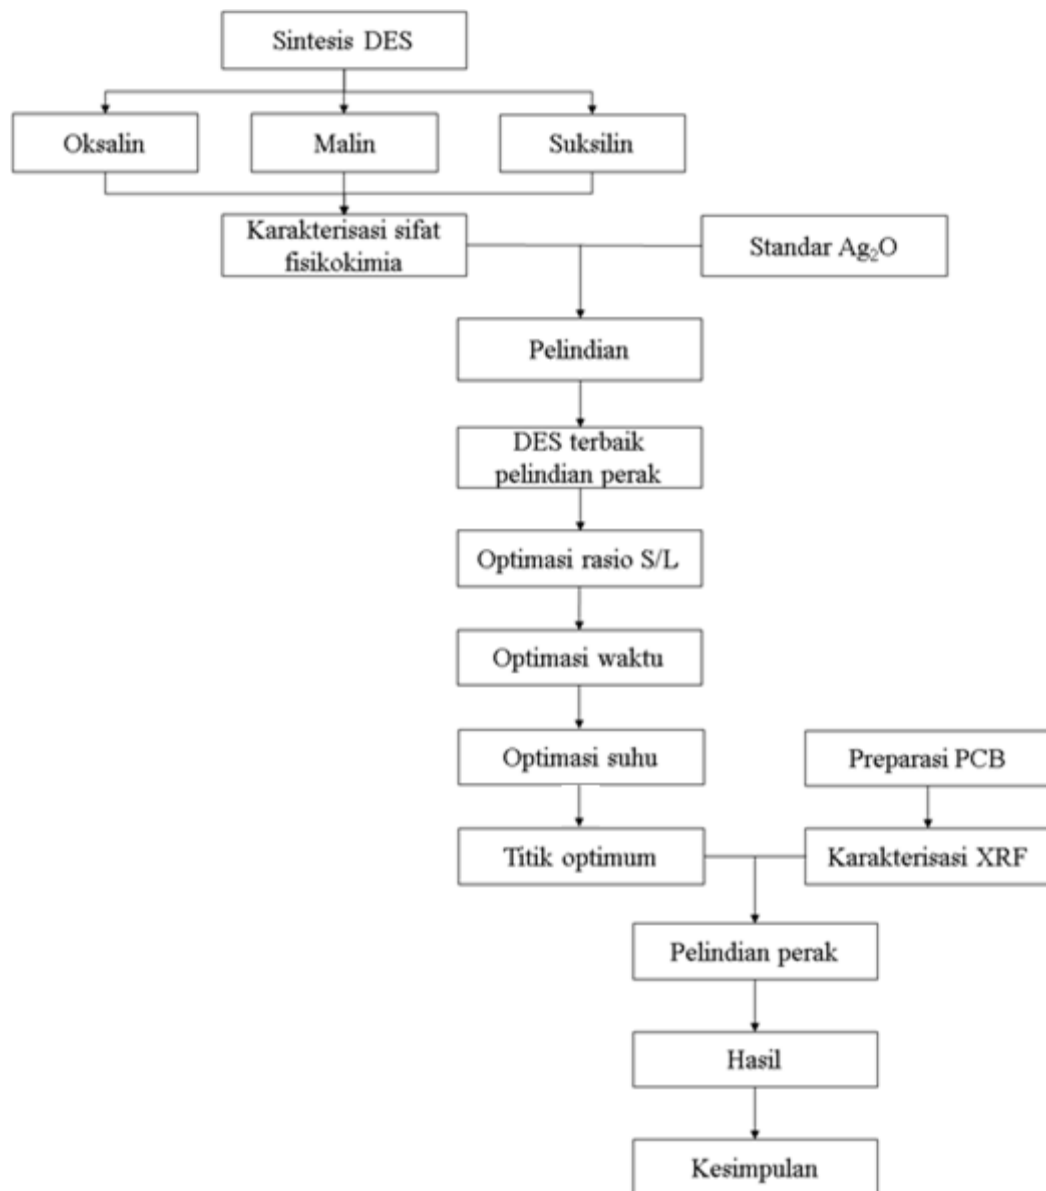 Sintesis DES
Oksalin
Malin
Suksilin
Karakterisasi sifat
fisikokimia
Standar Ag₂O
Pelindian
DES terbaik
pelindian perak
Optimasi rasio S/L
Optimasi waktu
Optimasi suhu
Preparasi PCB
Titik optimum
Karakterisasi XRF
Pelindian perak
Hasil
Kesimpulan